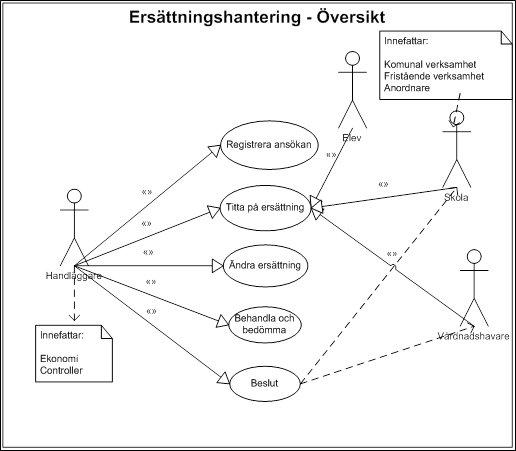 Ersättningshantering - Översikt
Innefattar:
Komunal verksamhet
Fristående verksamhet
Anordnare
Elev
Registrera ansökan
«»
«»
«»
Skola
«»
Titta på ersättning
Handläggare
«»
Ändra ersättning
«»
Vårdnadshavare
«»
Behandla och
bedömma
«»
Innefattar:
Ekonomi
Controller
Beslut